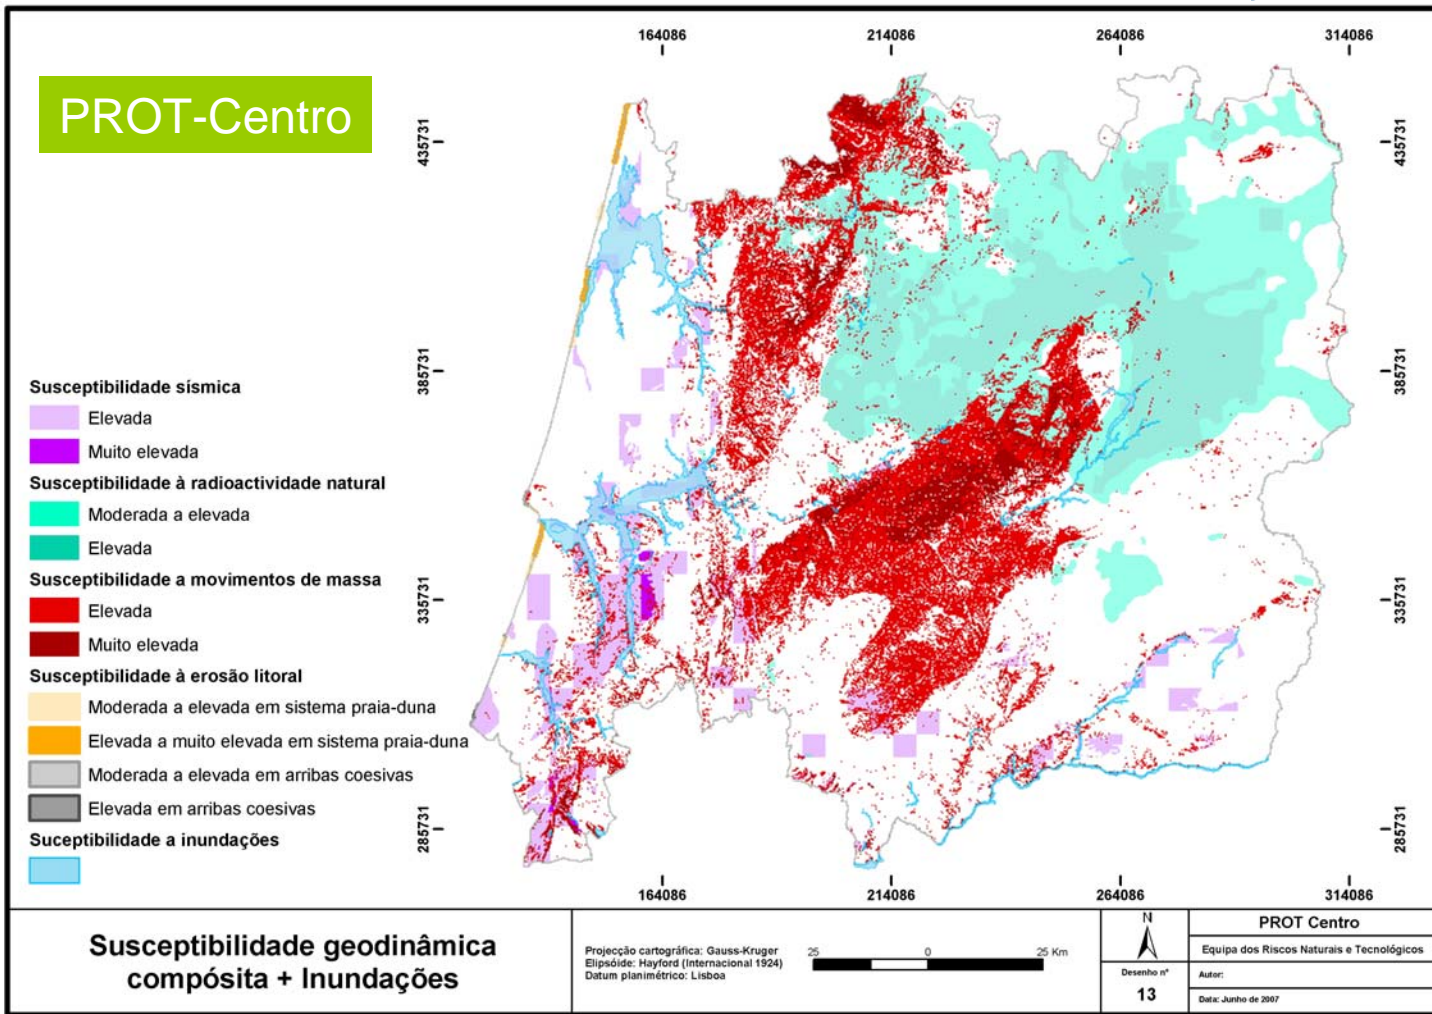 PROT-Centro
164086 214086 264086 314086
435731 435731
385731 385731
335731 335731
285731 285731
164086 214086 264086 314086
Susceptibilidade sísmica
Elevada
Muito elevada
Susceptibilidade à radioactividade natural
Moderada a elevada
Elevada
Susceptibilidade a movimentos de massa
Elevada
Muito elevada
Susceptibilidade à erosão litoral
Moderada a elevada em sistema praia-duna
Elevada a muito elevada em sistema praia-duna
Moderada a elevada em arribas coesivas
Elevada em arribas coesivas
Suceptibilidade a inundações
Susceptibilidade geodinâmica
compósita + Inundações
Projecção cartográfica: Gauss-Kruger
Elipsóide: Hayford (Internacional 1924)
Datum planimétrico: Lisboa
25 0 25 Km
N
Desenho nº
13
PROT Centro
Equipa dos Riscos Naturais e Tecnológicos
Autor:
Data: Junho de 2007